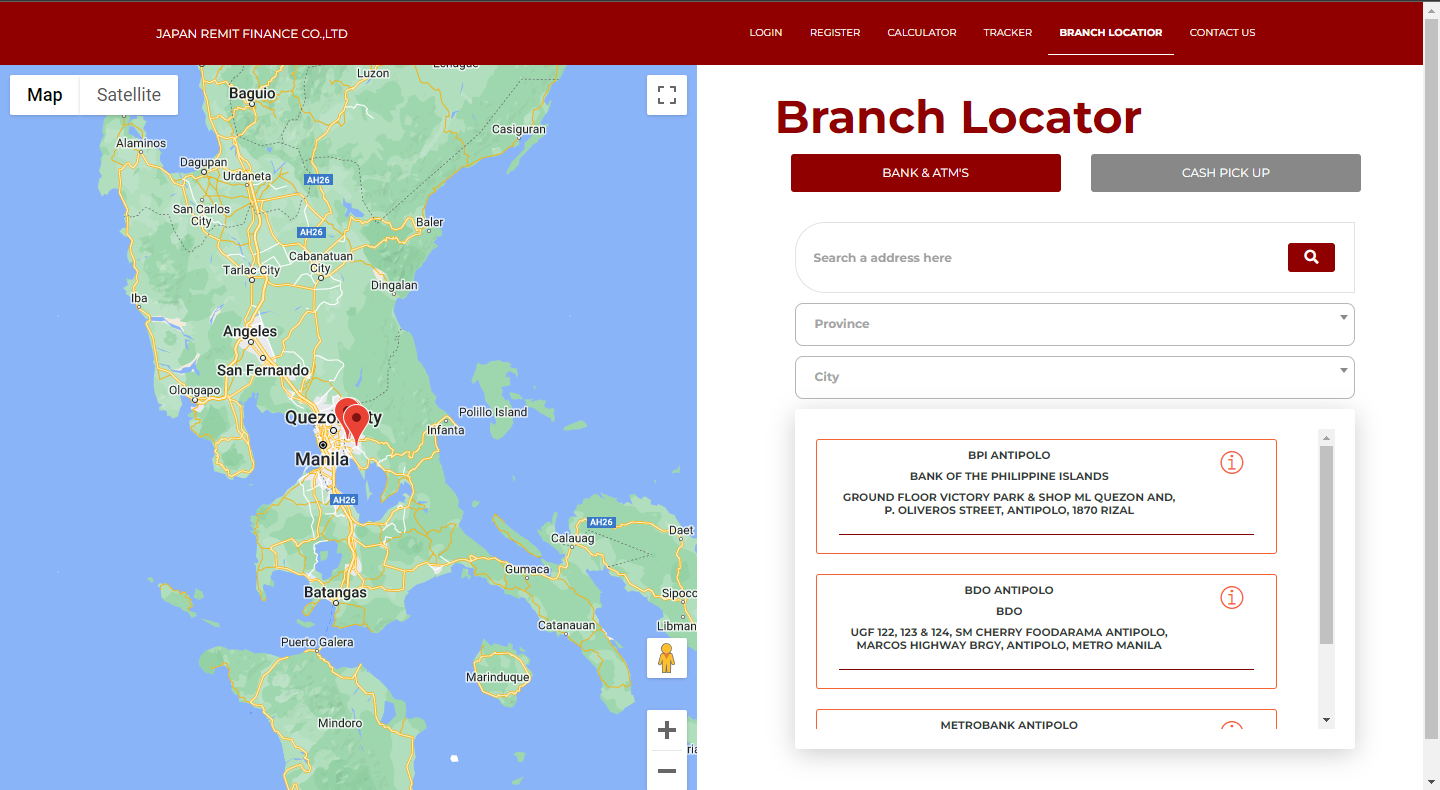 JAPAN REMIT FINANCE CO.,LTD
LOGIN
REGISTER
CALCULATOR
TRACKER
BRANCH LOCATIOR
CONTACT US
Map
Satellite
Luzon
Baguio
Casiguran
Alaminos
Dagupan
Urdaneta
AH26
San Carlos
City
Baler
AH26
Cabanatuan
City
Tarlac City
Dingalan
Iba
Angeles
San Fernando
Olongapo
Polillo Island
Infanta
Manila
AH26
AH26
Daet
Calauag
Gumaca
Batangas
Sipoco
Catanauan
Libman
Puerto Galera
Marinduque
Mindoro
Branch Locator
BANK & ATM'S
CASH PICK UP
Search a address here
Province
City
BPI ANTIPOLO
BANK OF THE PHILIPPINE ISLANDS
GROUND FLOOR VICTORY PARK & SHOP ML QUEZON AND,
P. OLIVEROS STREET, ANTIPOLO, 1870 RIZAL
BDO ANTIPOLO
BDO
UGF 122, 123 & 124, SM CHERRY FOODARAMA ANTIPOLO,
MARCOS HIGHWAY BRGY, ANTIPOLO, METRO MANILA
METROBANK ANTIPOLO